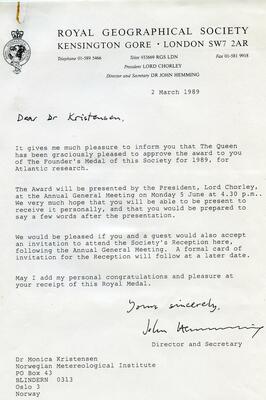 ROYAL GEOGRAPHICAL SOCIETY
KENSINGTON GORE · LONDON SW7 2AR
Telephone 01-589 5466 Telex 933669 RGS LDN Fax 01-581 9918
President LORD CHORLEY
Director and Secretary DR JOHN HEMMING
2 March 1989
Dear Dr Kristensen,
It gives me much pleasure to inform you that The Queen
has been graciously pleased to approve the award to you
of The Founder's Medal of this Society for 1989, for
Atlantic research.
The Award will be presented by the President, Lord Chorley,
at the Annual General Meeting on Monday 5 June at 4.30 p.m..
We very much hope that you will be able to be present to
receive it personally, and that you would be prepared to
say a few words after the presentation.
We would be pleased if you and a guest would also accept
an invitation to attend the Society's Reception here,
following the Annual General Meeting. A formal card of
invitation for the Reception will follow at a later date.
May I add my personal congratulations and pleasure at
your receipt of this Royal Medal.
Yours sincerely,
John Hemming
Director and Secretary
Dr Monica Kristensen
Norwegian Metereological Institute
PO Box 43
BLINDERN 0313
Oslo 3
Norway